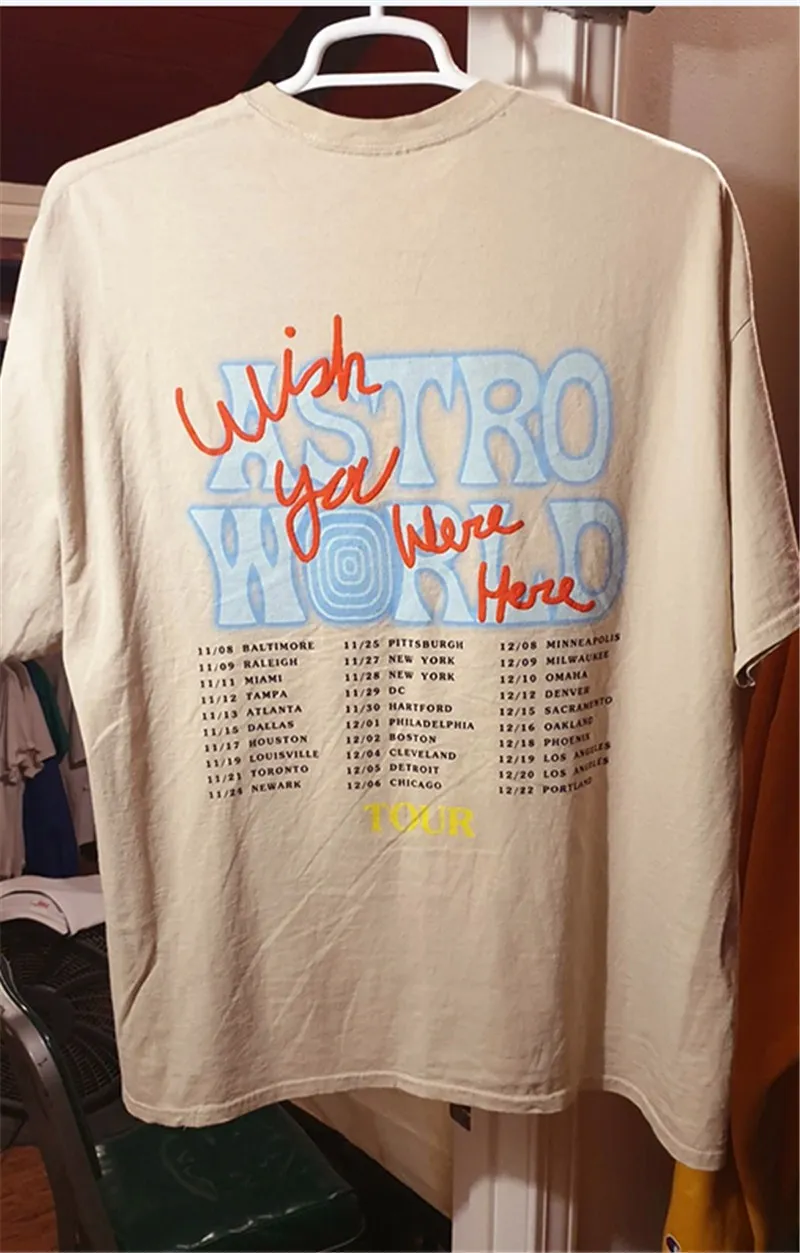 Wish
ASTRO
you
WORLD
Were
Here
11/08 BALTIMORE
11/09 RALEIGH
11/11 MIAMI
11/12 TAMPA
11/13 ATLANTA
11/15 DALLAS
11/17 HOUSTON
11/19 LOUISVILLE
11/21 TORONTO
11/24 NEWARK
11/25 PITTSBURGH
11/27 NEW YORK
11/28 NEW YORK
11/29 DC
11/30 HARTFORD
12/01 PHILADELPHIA
12/02 BOSTON
12/04 CLEVELAND
12/05 DETROIT
12/06 CHICAGO
12/08 MINNEAPOLIS
12/09 MILWAUKEE
12/10 OMAHA
12/12 DENVER
12/15 SACRAMENTO
12/16 OAKLAND
12/18 PHOENIX
12/19 LOS ANGELES
12/20 LOS ANGELES
12/22 PORTLAND
TOUR